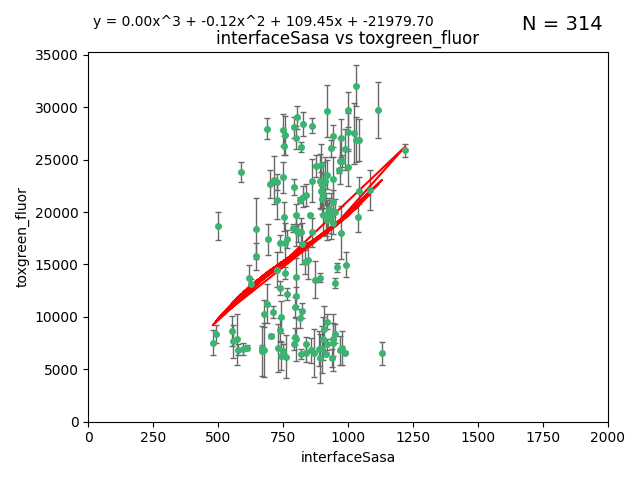 y = 0.00x^3 + -0.12x^2 + 109.45x + -21979.70
N = 314
interfaceSasa vs toxgreen_fluor
35000
30000
25000
20000
15000
10000
5000
0
toxgreen_fluor
0 250 500 750 1000 1250 1500 1750 2000
interfaceSasa